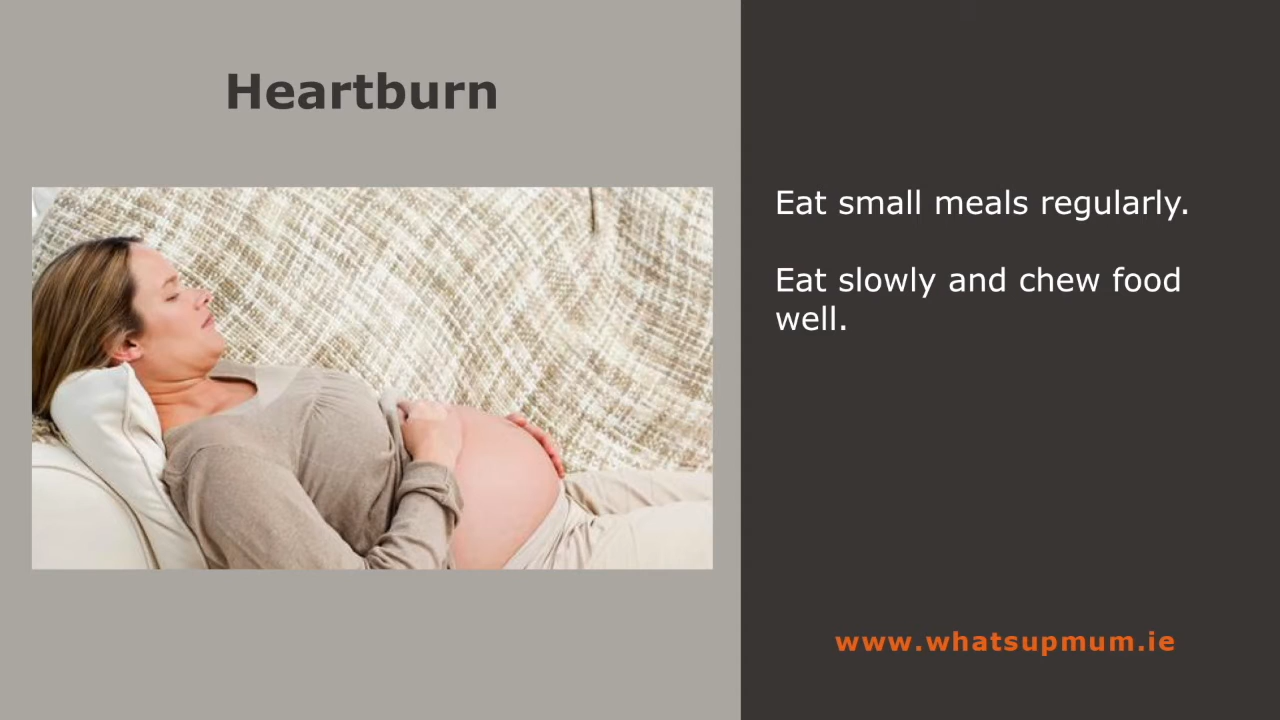 Heartburn
Eat small meals regularly.
Eat slowly and chew food
well.
www.whatsupmum.ie